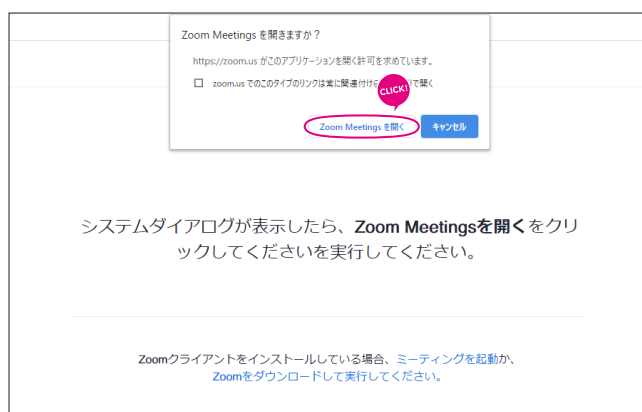 Zoom Meetings を開きますか？
https://zoom.us がこのアプリケーションを開く許可を求めています。
zoom.us でのこのタイプのリンクは常に関連付けら で開く
CLICK!
Zoom Meetings を開く
キャンセル
システムダイアログが表示したら、Zoom Meetingsを開くをクリ
ックしてくださいを実行してください。
Zoomクライアントをインストールしている場合、ミーティングを起動か、
Zoomをダウンロードして実行してください。